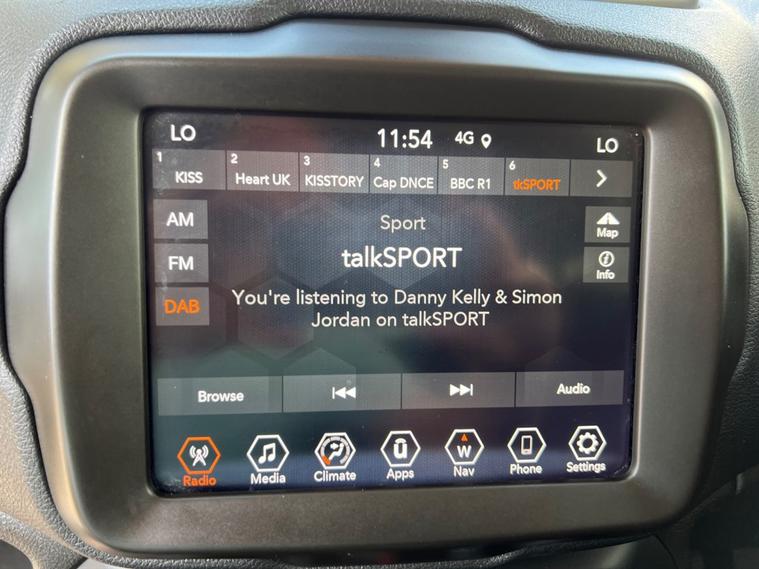 LO 11:54 4G LO
1 KISS 2 Heart UK 3 KISSTORY 4 Cap DNCE 5 BBC R1 6 tkSPORT
AM
FM
DAB
Sport
talkSPORT
You're listening to Danny Kelly & Simon
Jordan on talkSPORT
Map
Info
Browse Audio
Radio Media Climate Apps Nav Phone Settings
ū W